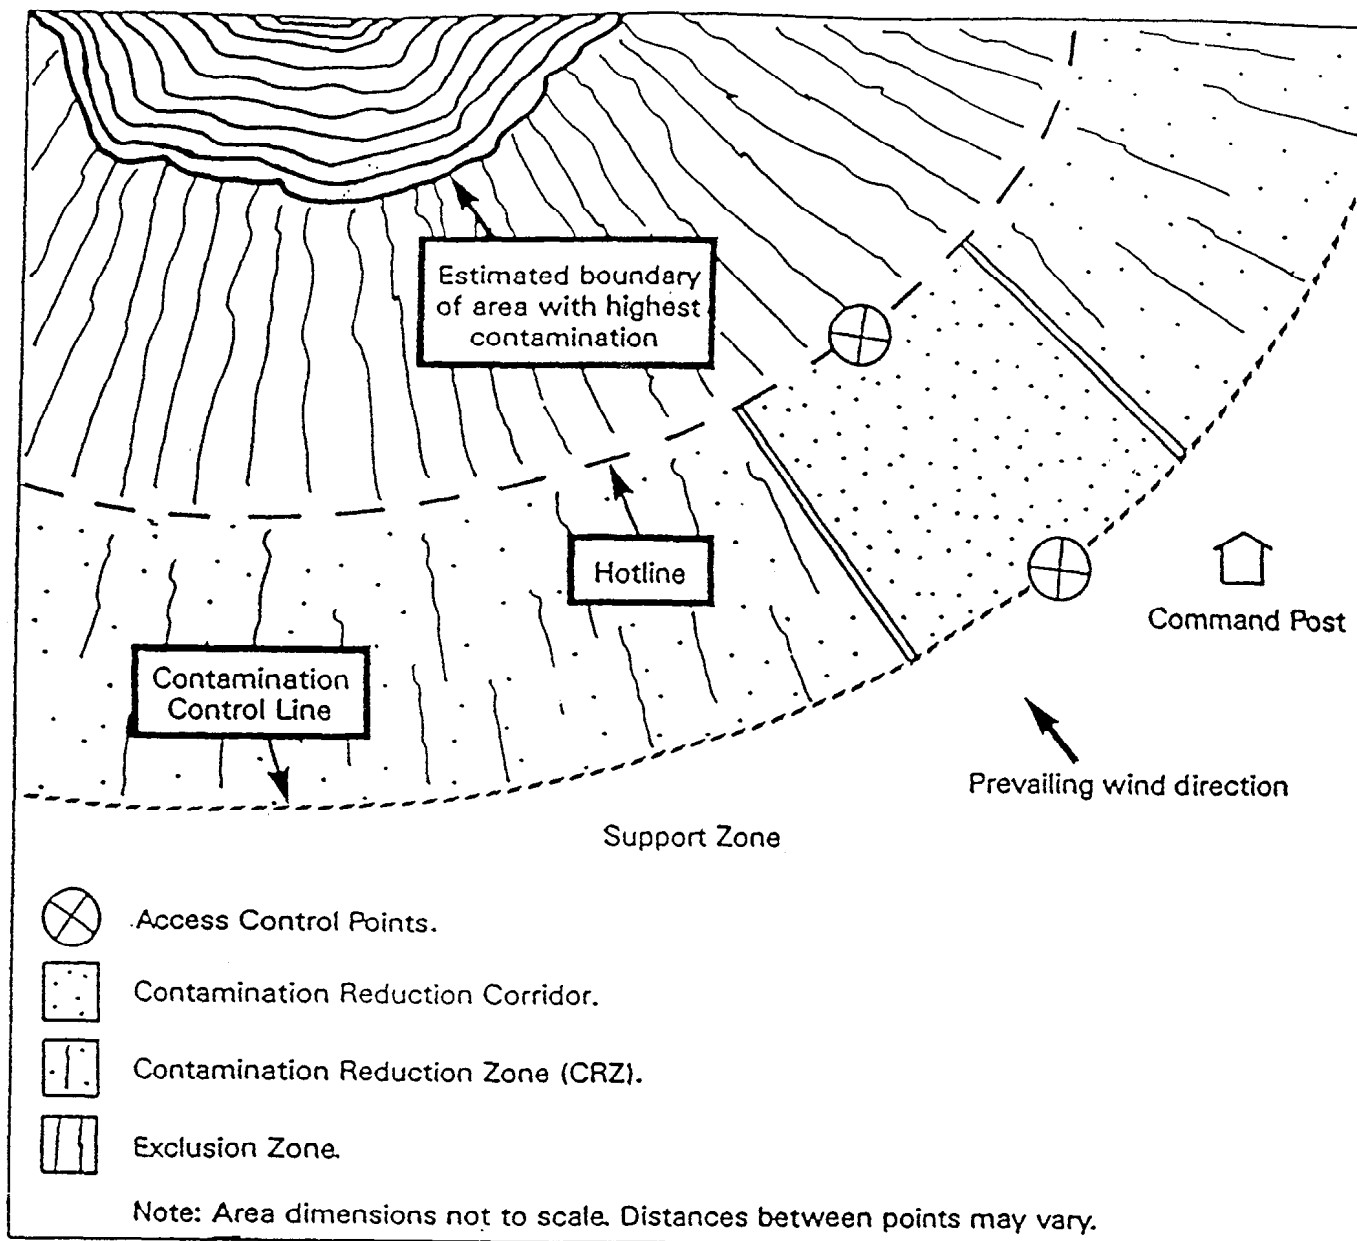 Estimated boundary
of area with highest
contamination
Hotline
Command Post
Contamination
Control Line
Prevailing wind direction
Support Zone
Access Control Points.
Contamination Reduction Corridor.
Contamination Reduction Zone (CRZ).
Exclusion Zone.
Note: Area dimensions not to scale. Distances between points may vary.